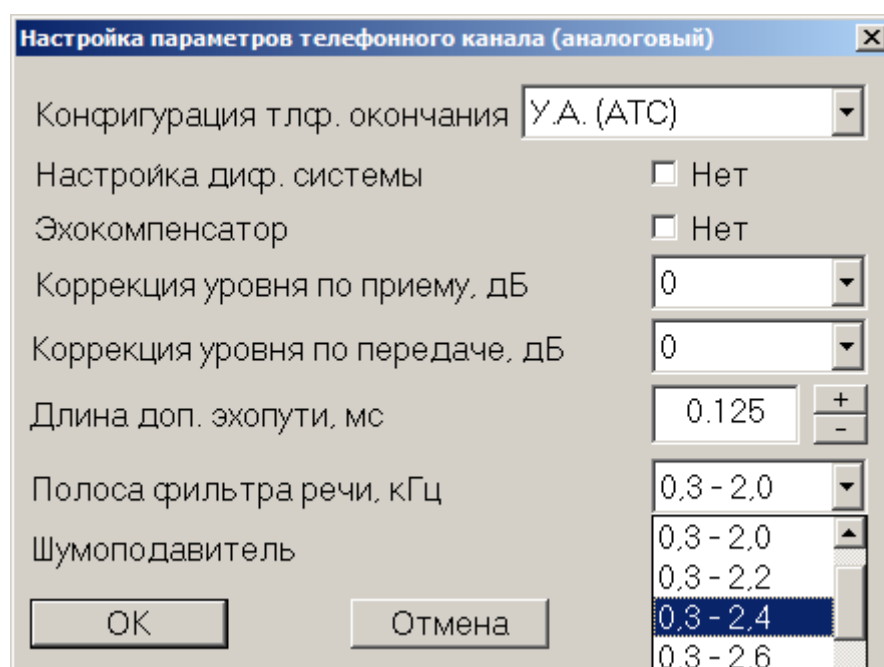 Настройка параметров телефонного канала (аналоговый)
Конфигурация тлф. окончания У.А. (АТС)
Настройка диф. системы Нет
Эхокомпенсатор Нет
Коррекция уровня по приему, дБ 0
Коррекция уровня по передаче, дБ 0
Длина доп. эхопути, мс 0.125 + -
Полоса фильтра речи, кГц 0,3 - 2,0
0,3 - 2,0
Шумоподавитель
0,3 - 2,2
0,3 - 2,4
ОК Отмена
0,3 - 2,6